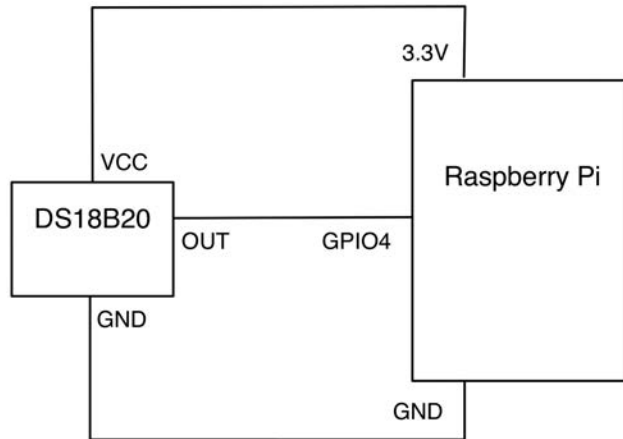 3.3V
VCC
Raspberry Pi
DS18B20
OUT
GPIO4
GND
GND